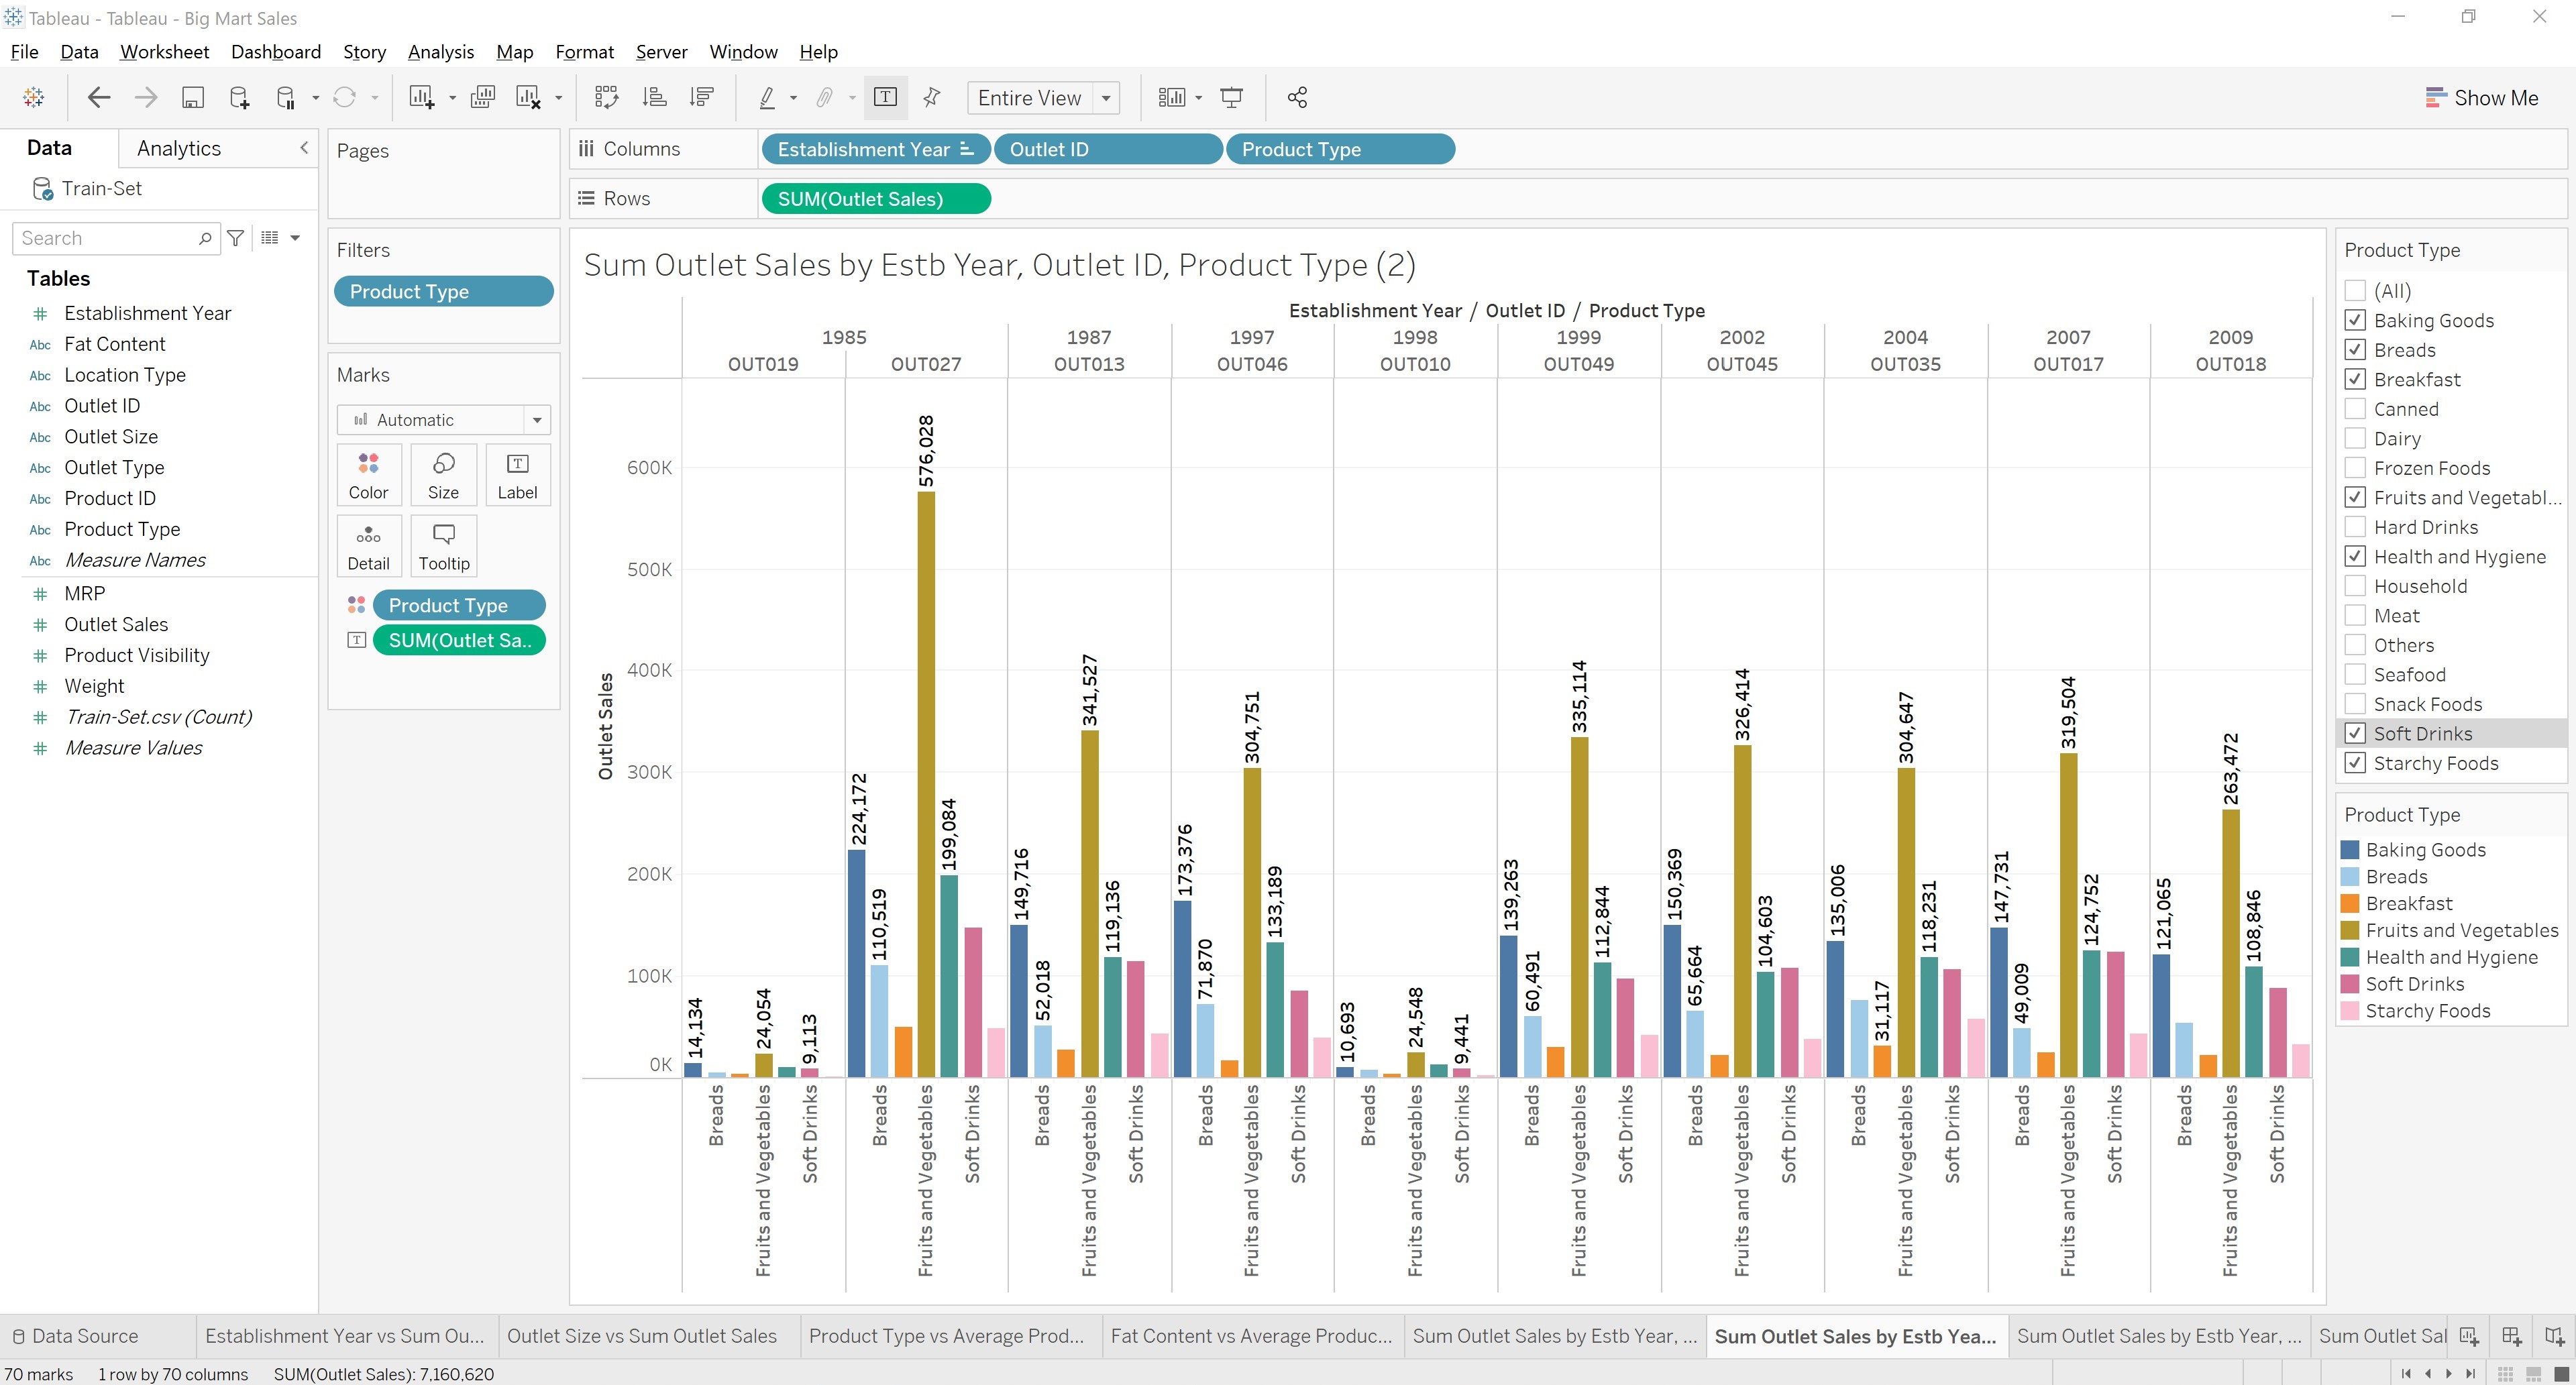 Tableau - Tableau - Big Mart Sales
File Data Worksheet Dashboard Story Analysis Map Format Server Window Help
Entire View
Show Me
Data Analytics
Train-Set
Search
Tables
Establishment Year
Abc Fat Content
Abc Location Type
Abc Outlet ID
Abc Outlet Size
Abc Outlet Type
Abc Product ID
Abc Product Type
Abc Measure Names
MRP
Outlet Sales
Product Visibility
Weight
Train-Set.csv (Count)
Measure Values
Pages
Filters
Product Type
Marks
Automatic
Color Size Label
Detail Tooltip
Product Type
SUM(Outlet Sa..
Columns Establishment Year Outlet ID Product Type
Rows SUM(Outlet Sales)
Sum Outlet Sales by Estb Year, Outlet ID, Product Type (2)
Establishment Year / Outlet ID / Product Type
1985 1987 1997 1998 1999 2002 2004 2007 2009
OUT019 OUT027 OUT013 OUT046 OUT010 OUT049 OUT045 OUT035 OUT017 OUT018
Outlet Sales
600K
500K
400K
300K
200K
100K
0K
14,134 24,054 9,113
224,172 110,519 576,028 199,084
149,716 52,018 341,527 119,136
173,376 71,870 304,751 133,189
10,693 24,548 9,441
139,263 60,491 335,114 112,844
150,369 65,664 326,414 104,603
135,006 31,117 304,647 118,231
147,731 49,009 319,504 124,752
121,065 263,472 108,846
Breads Fruits and Vegetables Soft Drinks
Breads Fruits and Vegetables Soft Drinks
Breads Fruits and Vegetables Soft Drinks
Breads Fruits and Vegetables Soft Drinks
Breads Fruits and Vegetables Soft Drinks
Breads Fruits and Vegetables Soft Drinks
Breads Fruits and Vegetables Soft Drinks
Breads Fruits and Vegetables Soft Drinks
Breads Fruits and Vegetables Soft Drinks
Breads Fruits and Vegetables Soft Drinks
Product Type
(All)
Baking Goods
Breads
Breakfast
Canned
Dairy
Frozen Foods
Fruits and Vegetabl...
Hard Drinks
Health and Hygiene
Household
Meat
Others
Seafood
Snack Foods
Soft Drinks
Starchy Foods
Product Type
Baking Goods
Breads
Breakfast
Fruits and Vegetables
Health and Hygiene
Soft Drinks
Starchy Foods
Data Source Establishment Year vs Sum Ou... Outlet Size vs Sum Outlet Sales Product Type vs Average Prod... Fat Content vs Average Produc... Sum Outlet Sales by Estb Year, ... Sum Outlet Sales by Estb Yea... Sum Outlet Sales by Estb Year, ... Sum Outlet Sal
70 marks 1 row by 70 columns SUM(Outlet Sales): 7,160,620